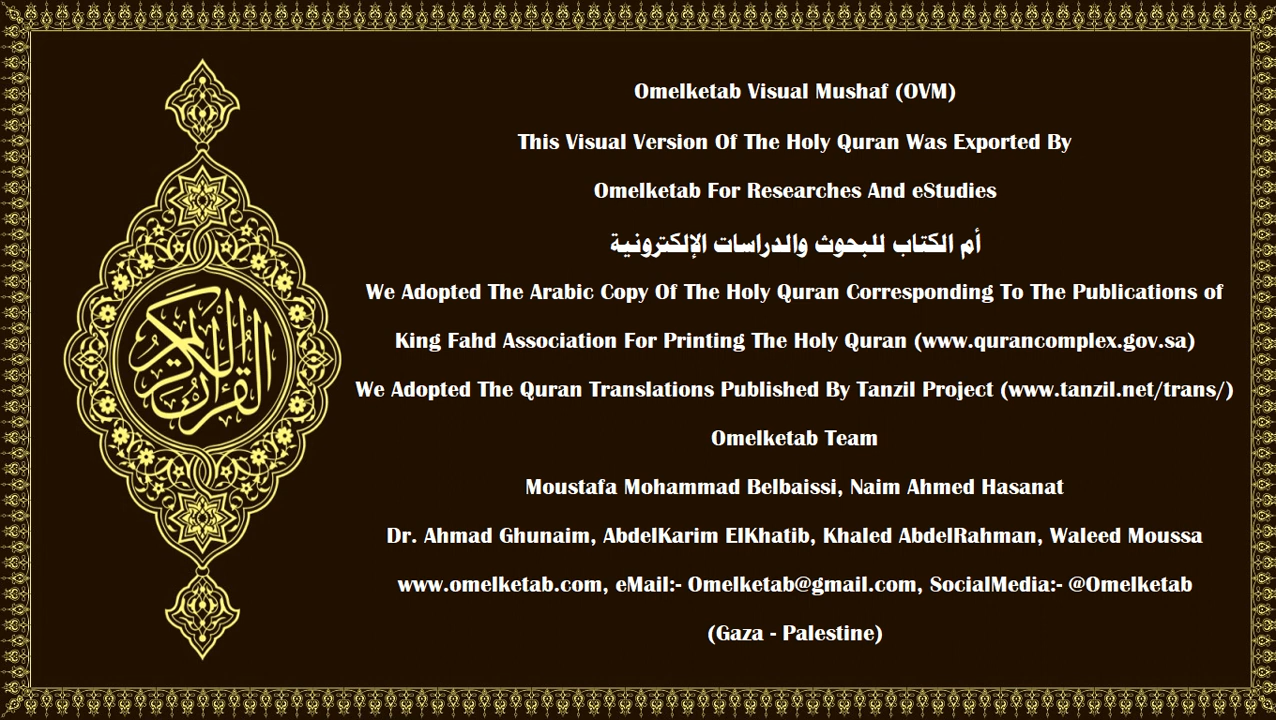 Omelketab Visual Mushaf (OVM)
This Visual Version Of The Holy Quran Was Exported By
Omelketab For Researches And eStudies
أم الكتاب للبحوث والدراسات الإلكترونية
We Adopted The Arabic Copy Of The Holy Quran Corresponding To The Publications of
King Fahd Association For Printing The Holy Quran (www.qurancomplex.gov.sa)
We Adopted The Quran Translations Published By Tanzil Project (www.tanzil.net/trans/)
Omelketab Team
Moustafa Mohammad Belbaissi, Naim Ahmed Hasanat
Dr. Ahmad Ghunaim, AbdelKarim ElKhatib, Khaled AbdelRahman, Waleed Moussa
www.omelketab.com, eMail:- Omelketab@gmail.com, SocialMedia:- @Omelketab
(Gaza - Palestine)
القرآن الكريم